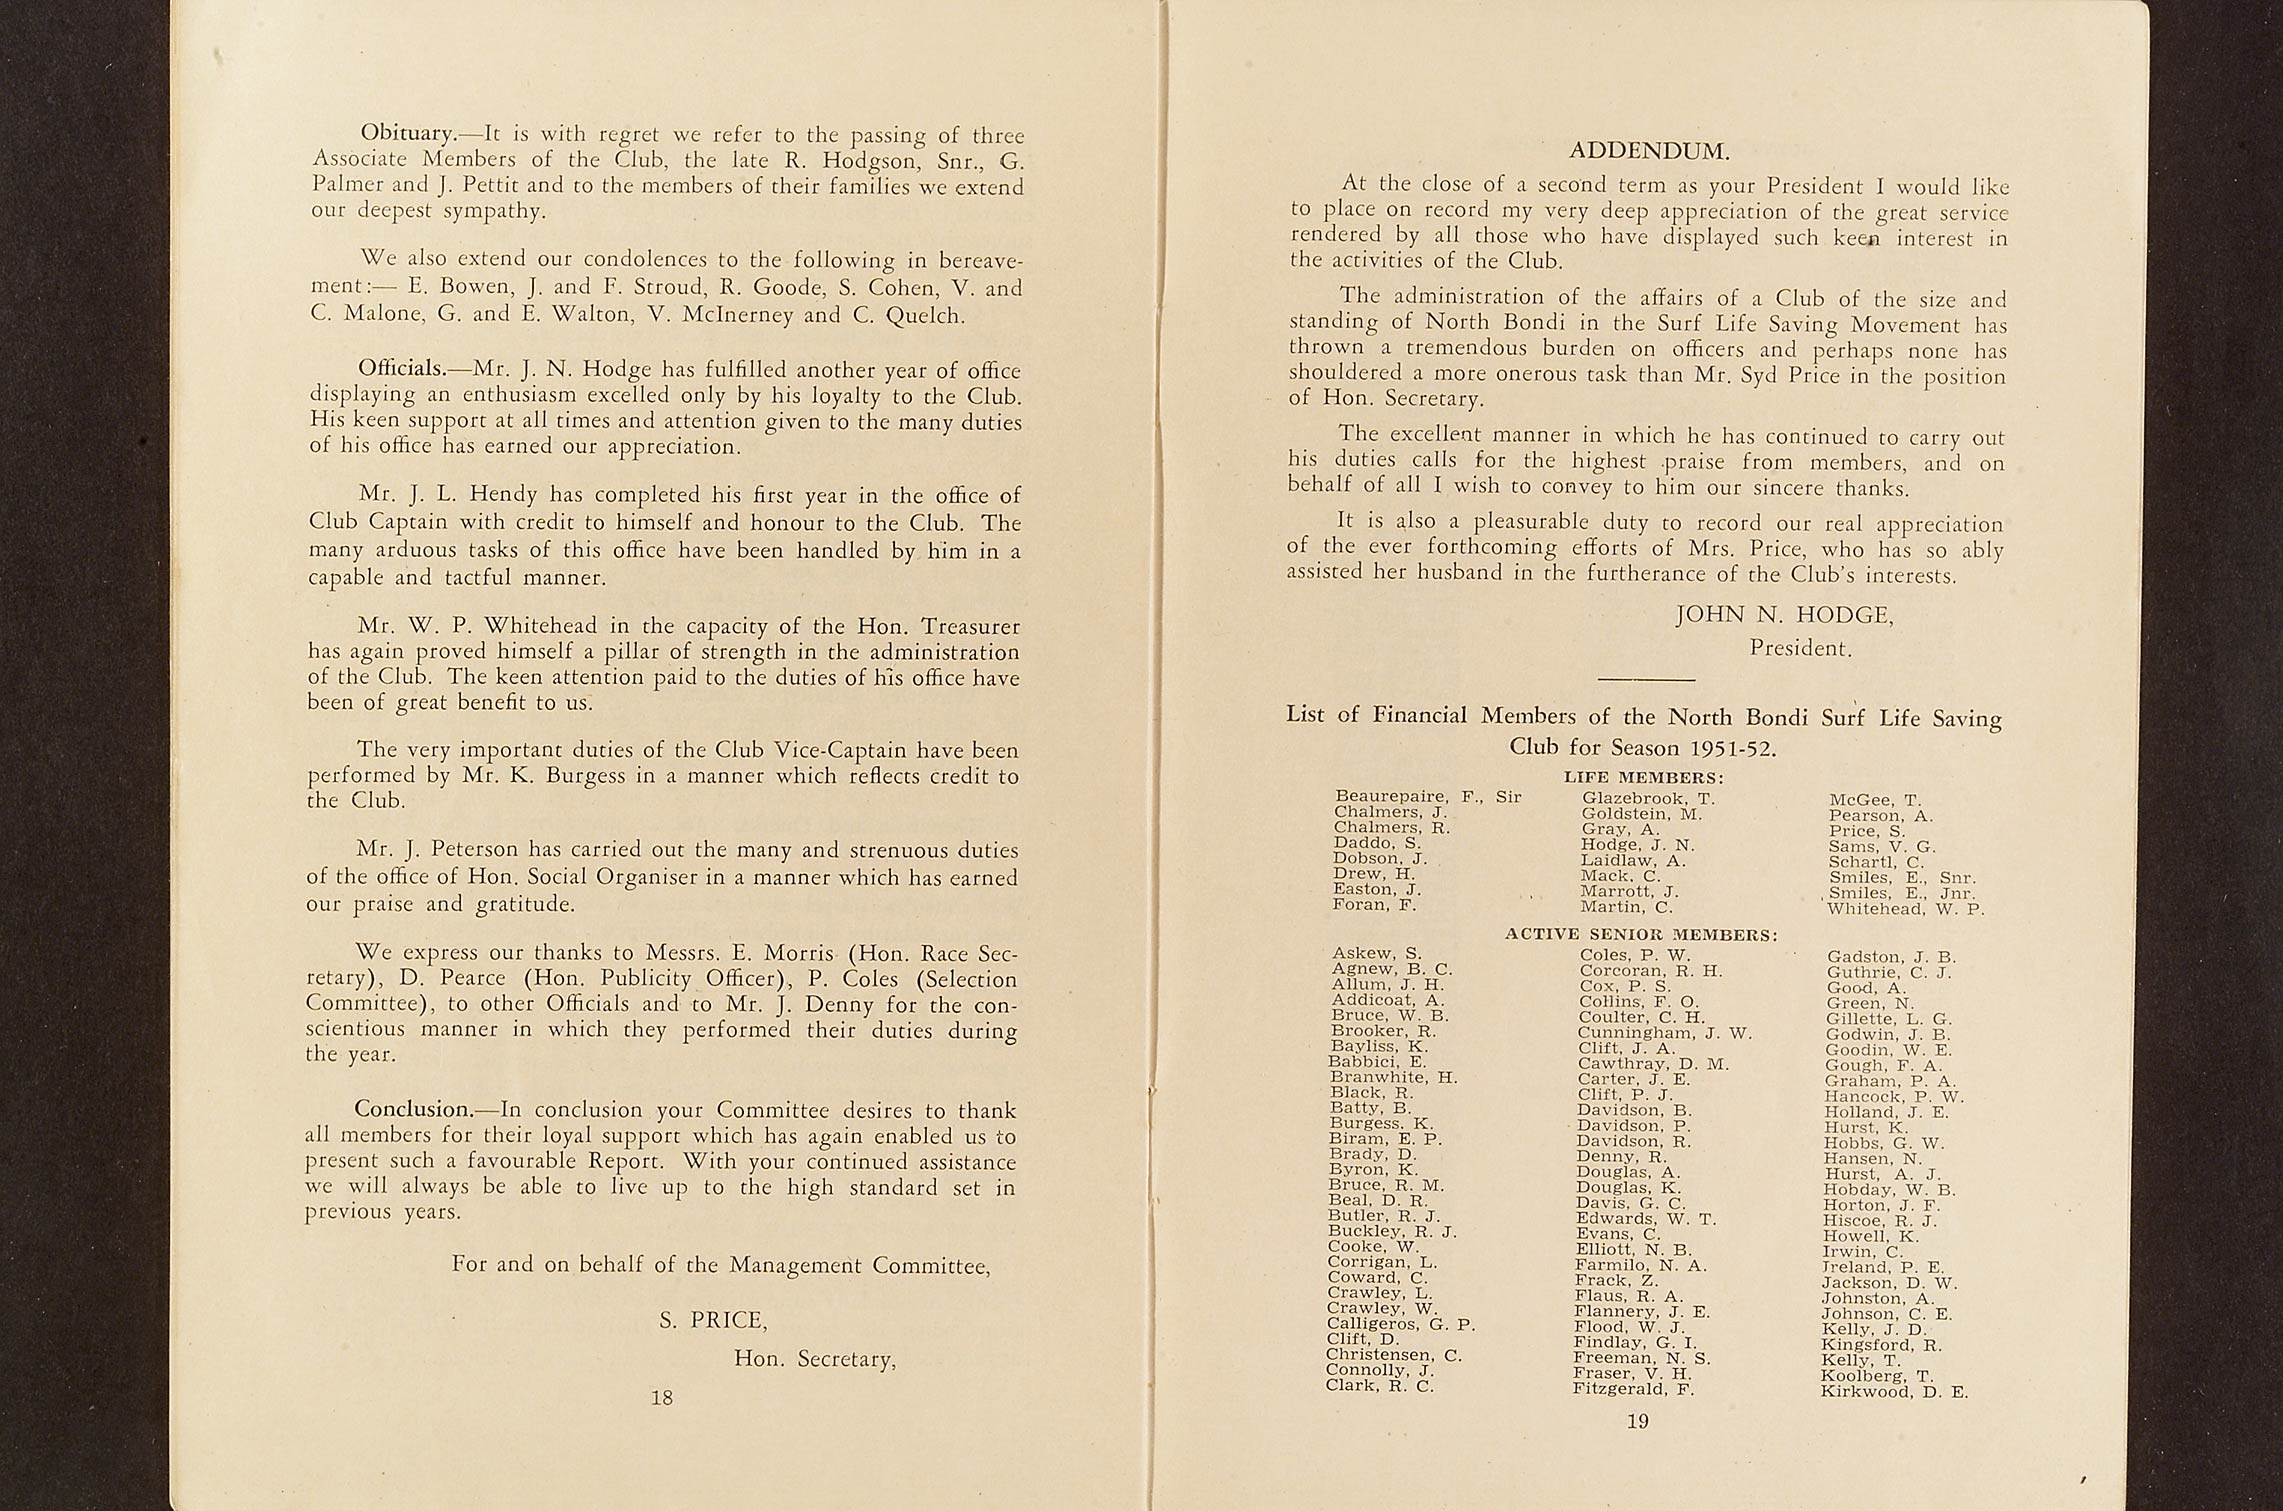 Obituary.—It is with regret we refer to the passing of three
Associate Members of the Club, the late R. Hodgson, Snr., G.
Palmer and J. Pettit and to the members of their families we extend
our deepest sympathy.
We also extend our condolences to the following in bereave-
ment:— E. Bowen, J. and F. Stroud, R. Goode, S. Cohen, V. and
C. Malone, G. and E. Walton, V. McInerney and C. Quelch.
Officials.—Mr. J. N. Hodge has fulfilled another year of office
displaying an enthusiasm excelled only by his loyalty to the Club.
His keen support at all times and attention given to the many duties
of his office has earned our appreciation.
Mr. J. L. Hendy has completed his first year in the office of
Club Captain with credit to himself and honour to the Club. The
many arduous tasks of this office have been handled by him in a
capable and tactful manner.
Mr. W. P. Whitehead in the capacity of the Hon. Treasurer
has again proved himself a pillar of strength in the administration
of the Club. The keen attention paid to the duties of his office have
been of great benefit to us.
The very important duties of the Club Vice-Captain have been
performed by Mr. K. Burgess in a manner which reflects credit to
the Club.
Mr. J. Peterson has carried out the many and strenuous duties
of the office of Hon. Social Organiser in a manner which has earned
our praise and gratitude.
We express our thanks to Messrs. E. Morris (Hon. Race Sec-
retary), D. Pearce (Hon. Publicity Officer), P. Coles (Selection
Committee), to other Officials and to Mr. J. Denny for the con-
scientious manner in which they performed their duties during
the year.
Conclusion.—In conclusion your Committee desires to thank
all members for their loyal support which has again enabled us to
present such a favourable Report. With your continued assistance
we will always be able to live up to the high standard set in
previous years.
For and on behalf of the Management Committee,
S. PRICE,
Hon. Secretary,
18
ADDENDUM.
At the close of a second term as your President I would like
to place on record my very deep appreciation of the great service
rendered by all those who have displayed such keen interest in
the activities of the Club.
The administration of the affairs of a Club of the size and
standing of North Bondi in the Surf Life Saving Movement has
thrown a tremendous burden on officers and perhaps none has
shouldered a more onerous task than Mr. Syd Price in the position
of Hon. Secretary.
The excellent manner in which he has continued to carry out
his duties calls for the highest praise from members, and on
behalf of all I wish to convey to him our sincere thanks.
It is also a pleasurable duty to record our real appreciation
of the ever forthcoming efforts of Mrs. Price, who has so ably
assisted her husband in the furtherance of the Club's interests.
JOHN N. HODGE,
President.
List of Financial Members of the North Bondi Surf Life Saving
Club for Season 1951-52.
LIFE MEMBERS:
Beaurepaire, F., Sir
Chalmers, J.
Chalmers, R.
Daddo, S.
Dobson, J.
Drew, H.
Easton, J.
Foran, F.
Glazebrook, T.
Goldstein, M.
Gray, A.
Hodge, J. N.
Laidlaw, A.
Mack, C.
Marrott, J.
Martin, C.
McGee, T.
Pearson, A.
Price, S.
Sams, V. G.
Schartl, C.
Smiles, E., Snr.
Smiles, E., Jnr.
Whitehead, W. P.
ACTIVE SENIOR MEMBERS:
Askew, S.
Agnew, B. C.
Allum, J. H.
Addicoat, A.
Bruce, W. B.
Brooker, R.
Bayliss, K.
Babbici, E.
Branwhite, H.
Black, R.
Batty, B.
Burgess. K.
Biram, E. P.
Brady, D.
Byron, K.
Bruce, R. M.
Beal, D. R.
Butler, R. J.
Buckley, R. J.
Cooke, W.
Corrigan, L.
Coward, C.
Crawley, L.
Crawley, W.
Calligeros, G. P.
Clift, D.
Christensen, C.
Connolly, J.
Clark, R. C.
Coles, P. W.
Corcoran, R. H.
Cox, P. S.
Collins, F. O.
Coulter, C. H.
Cunningham, J. W.
Clift, J. A.
Cawthray, D. M.
Carter, J. E.
Clift, P. J.
Davidson, B.
Davidson, P.
Davidson, R.
Denny, R.
Douglas, A.
Douglas, K.
Davis, G. C.
Edwards, W. T.
Evans, C.
Elliott, N. B.
Farmilo, N. A.
Frack, Z.
Flaus, R. A.
Flannery, J. E.
Flood, W. J.
Findlay, G. I.
Freeman, N. S.
Fraser, V. H.
Fitzgerald, F.
Gadston, J. B.
Guthrie, C. J.
Good, A.
Green, N.
Gillette, L. G.
Godwin, J. B.
Goodin, W. E.
Gough, F. A.
Graham, P. A.
Hancock, P. W.
Holland, J. E.
Hurst, K.
Hobbs, G. W.
Hansen, N.
Hurst, A. J.
Hobday, W. B.
Horton, J. F.
Hiscoe, R. J.
Howell, K.
Irwin, C.
Ireland, P. E.
Jackson, D. W.
Johnston, A.
Johnson, C. E.
Kelly, J. D.
Kingsford, R.
Kelly, T.
Koolberg, T.
Kirkwood, D. E.
19